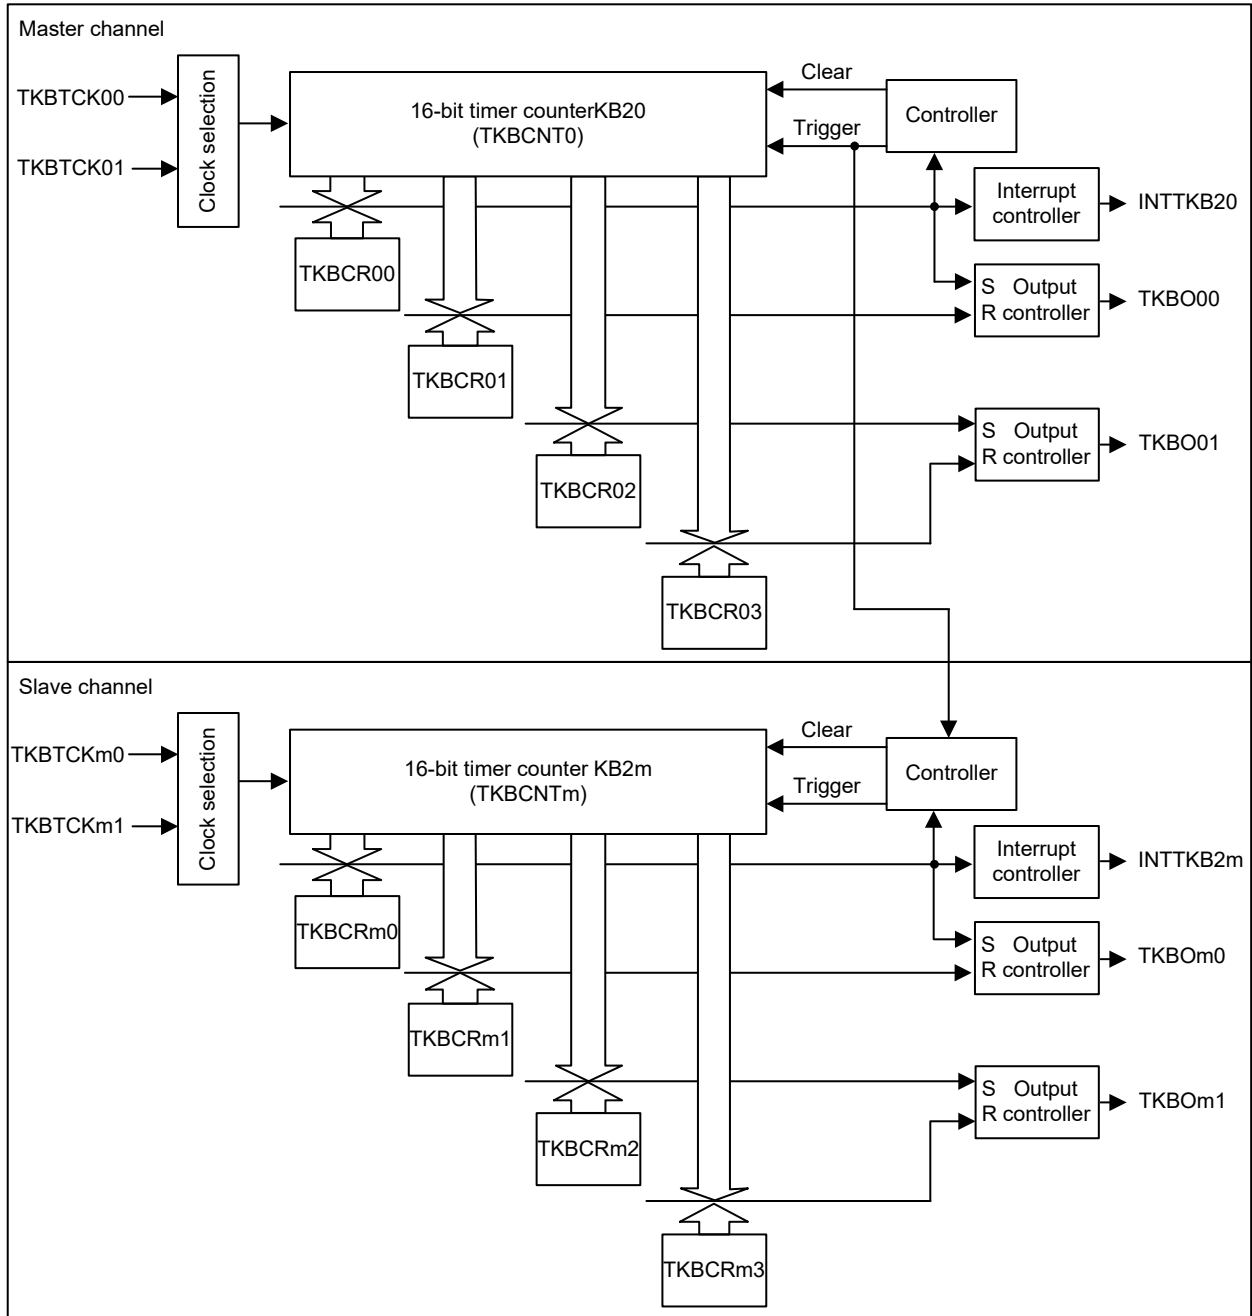 Master channel
TKBTCK00
TKBTCK01
Clock selection
16-bit timer counterKB20
(TKBCNT0)
Clear
Trigger
Controller
Interrupt
controller
INTTKB20
TKBCR00
S Output
R controller
TKBO00
TKBCR01
S Output
R controller
TKBO01
TKBCR02
TKBCR03
Slave channel
TKBTCKm0
TKBTCKm1
Clock selection
16-bit timer counter KB2m
(TKBCNTm)
Clear
Trigger
Controller
Interrupt
controller
INTTKB2m
TKBCRm0
S Output
R controller
TKBOm0
TKBCRm1
S Output
R controller
TKBOm1
TKBCRm2
TKBCRm3